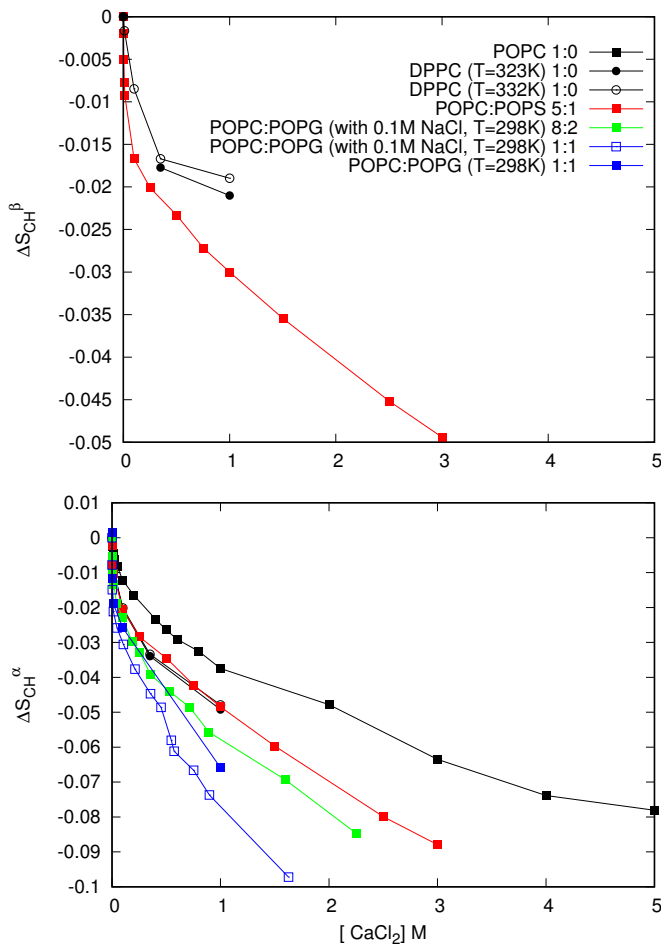 0
-0.005
-0.01
-0.015
-0.02
-0.025
-0.03
-0.035
-0.04
-0.045
-0.05
ΔS_CH^β
POPC 1:0
DPPC (T=323K) 1:0
DPPC (T=332K) 1:0
POPC:POPS 5:1
POPC:POPG (with 0.1M NaCl, T=298K) 8:2
POPC:POPG (with 0.1M NaCl, T=298K) 1:1
POPC:POPG (T=298K) 1:1
0 1 2 3 4 5
0.01
0
-0.01
-0.02
-0.03
-0.04
-0.05
-0.06
-0.07
-0.08
-0.09
-0.1
ΔS_CH^α
0 1 2 3 4 5
[ CaCl₂] M